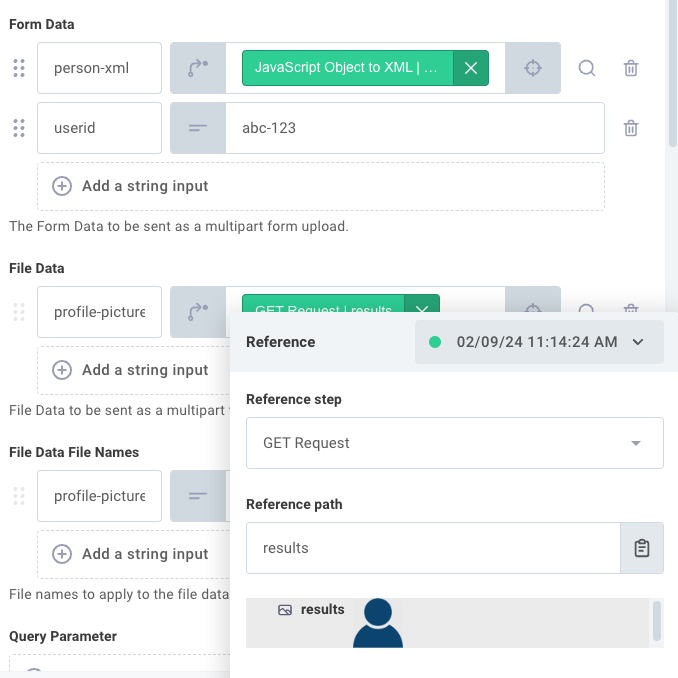 Form Data
person-xml
JavaScript Object to XML | ...
userid
abc-123
Add a string input
The Form Data to be sent as a multipart form upload.
File Data
profile-picture
GET Request | results
Add a string input
File Data to be sent as a multipart
File Data File Names
profile-picture
Add a string input
File names to apply to the file data
Query Parameter
Reference
02/09/24 11:14:24 AM
Reference step
GET Request
Reference path
results
results